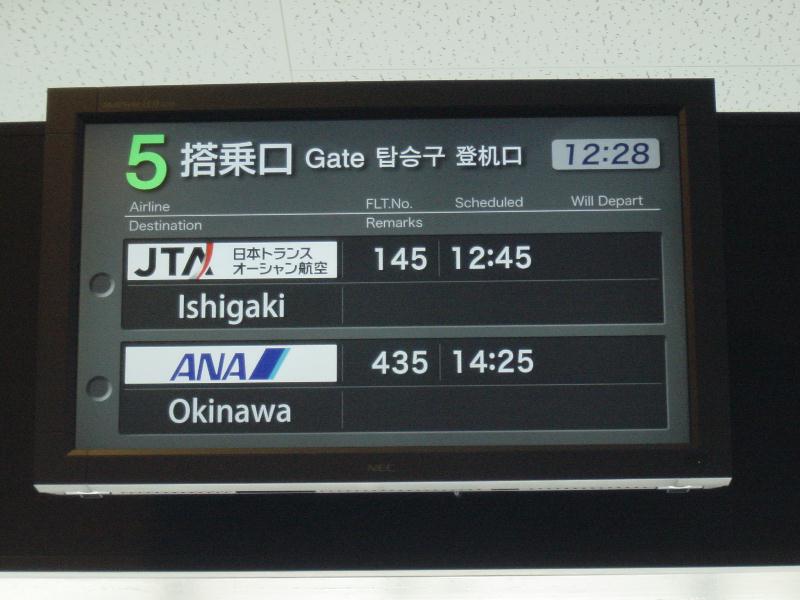 5 搭乗口 Gate 탑승구 登机口 12:28
Airline FLT.No. Scheduled Will Depart
Destination Remarks
JTA 日本トランス オーシャン航空 145 12:45
Ishigaki
ANA 435 14:25
Okinawa
NEC